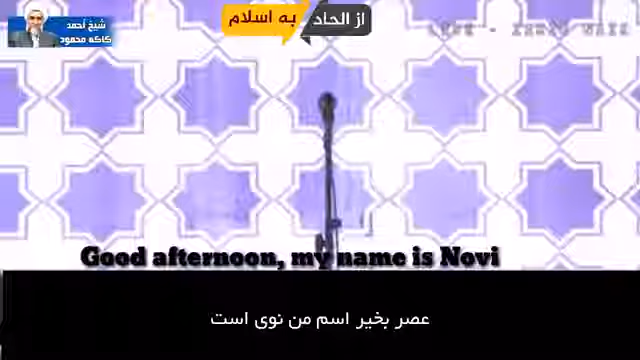 شیخ أحمد
کاکه محمود
از الحاد
به اسلام
Good afternoon, my name is Novi
عصر بخیر اسم من نوی است